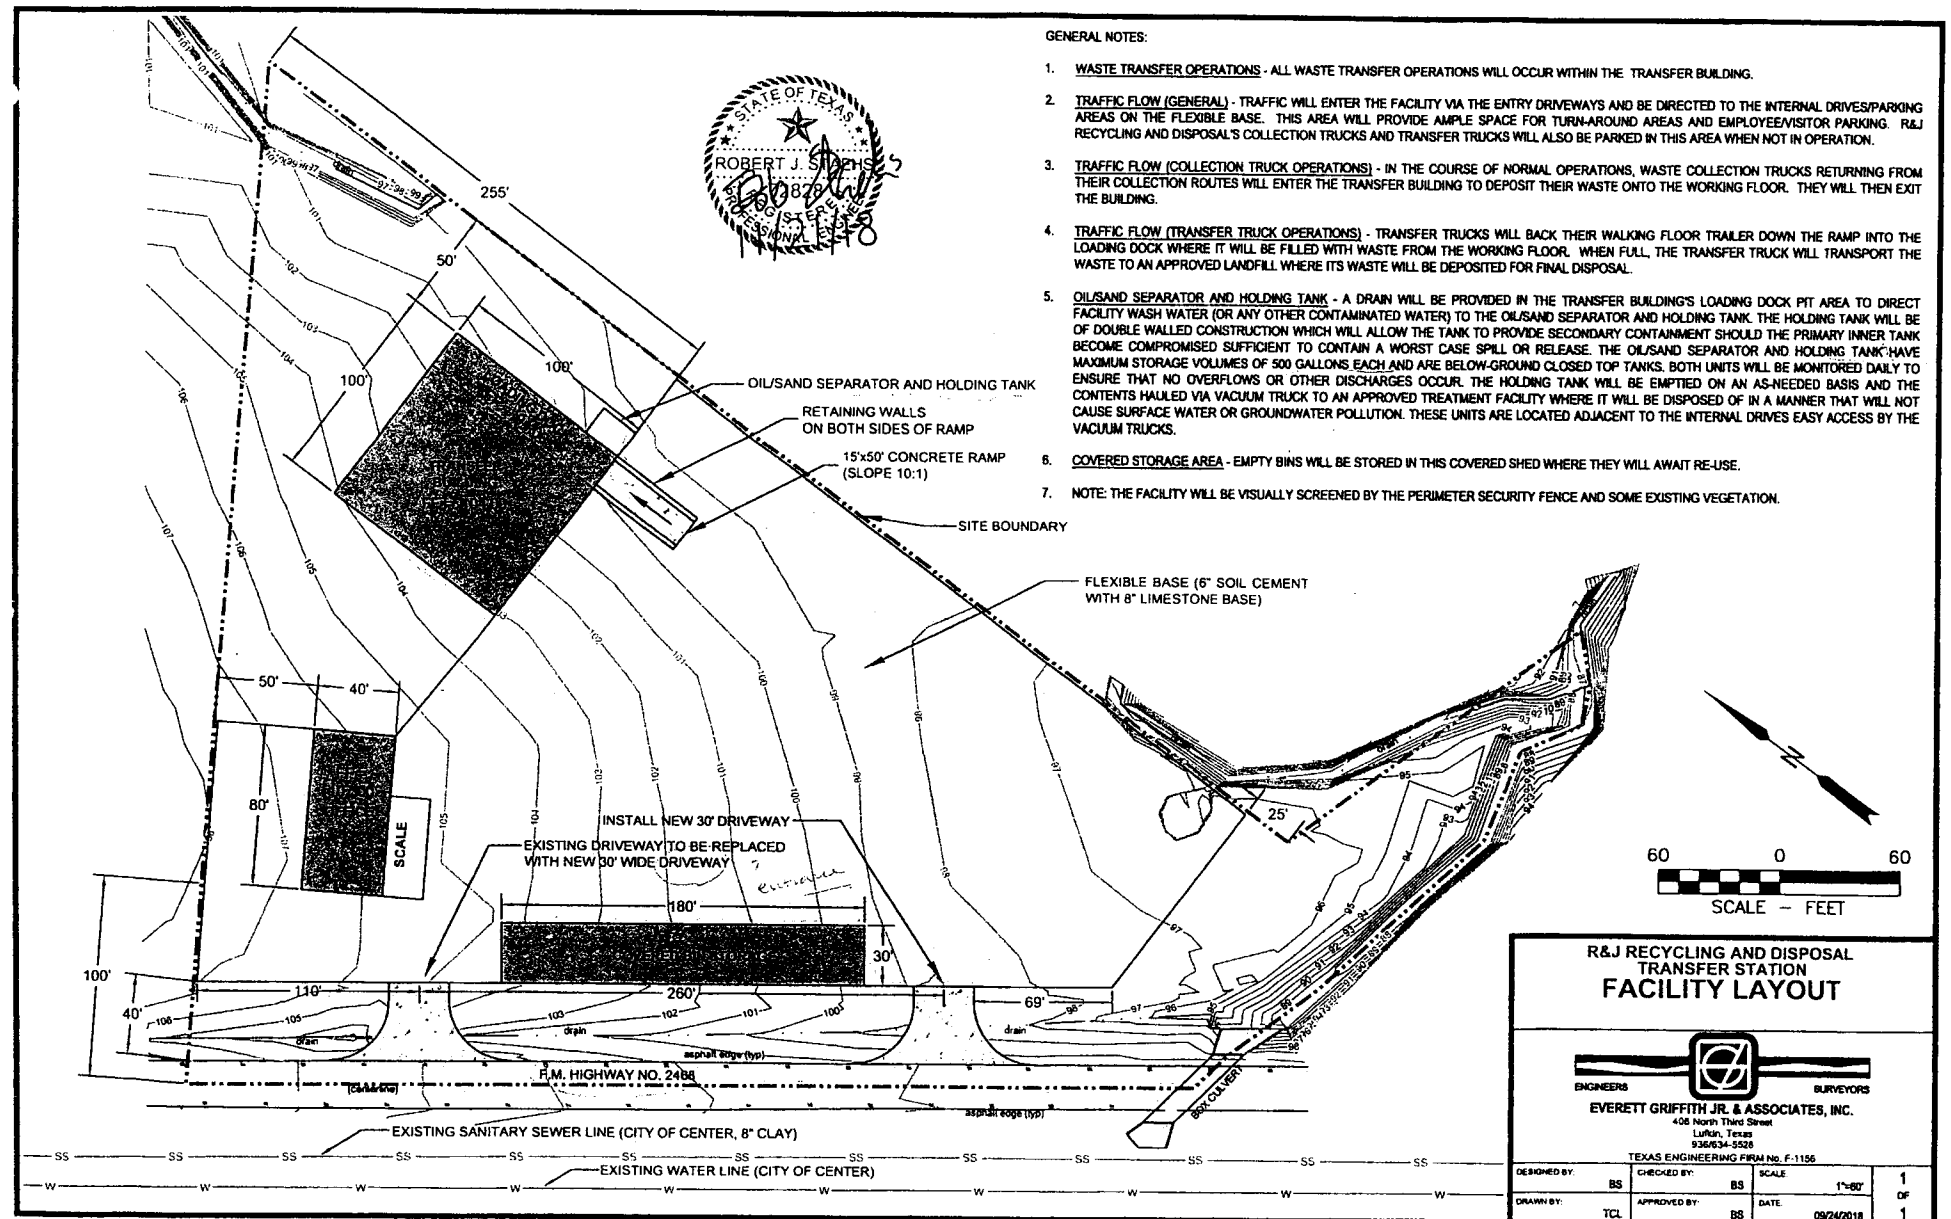 GENERAL NOTES:
1. WASTE TRANSFER OPERATIONS - ALL WASTE TRANSFER OPERATIONS WILL OCCUR WITHIN THE TRANSFER BUILDING.
2. TRAFFIC FLOW (GENERAL) - TRAFFIC WILL ENTER THE FACILITY VIA THE ENTRY DRIVEWAYS AND BE DIRECTED TO THE INTERNAL DRIVES/PARKING
AREAS ON THE FLEXIBLE BASE. THIS AREA WILL PROVIDE AMPLE SPACE FOR TURN-AROUND AREAS AND EMPLOYEE/VISITOR PARKING. R&J
RECYCLING AND DISPOSAL'S COLLECTION TRUCKS AND TRANSFER TRUCKS WILL ALSO BE PARKED IN THIS AREA WHEN NOT IN OPERATION.
3. TRAFFIC FLOW (COLLECTION TRUCK OPERATIONS) - IN THE COURSE OF NORMAL OPERATIONS, WASTE COLLECTION TRUCKS RETURNING FROM
THEIR COLLECTION ROUTES WILL ENTER THE TRANSFER BUILDING TO DEPOSIT THEIR WASTE ONTO THE WORKING FLOOR. THEY WILL THEN EXIT
THE BUILDING.
4. TRAFFIC FLOW (TRANSFER TRUCK OPERATIONS) - TRANSFER TRUCKS WILL BACK THEIR WALKING FLOOR TRAILER DOWN THE RAMP INTO THE
LOADING DOCK WHERE IT WILL BE FILLED WITH WASTE FROM THE WORKING FLOOR. WHEN FULL, THE TRANSFER TRUCK WILL TRANSPORT THE
WASTE TO AN APPROVED LANDFILL WHERE ITS WASTE WILL BE DEPOSITED FOR FINAL DISPOSAL.
5. OIL/SAND SEPARATOR AND HOLDING TANK - A DRAIN WILL BE PROVIDED IN THE TRANSFER BUILDING'S LOADING DOCK PIT AREA TO DIRECT
FACILITY WASH WATER (OR ANY OTHER CONTAMINATED WATER) TO THE OIL/SAND SEPARATOR AND HOLDING TANK. THE HOLDING TANK WILL BE
OF DOUBLE WALLED CONSTRUCTION WHICH WILL ALLOW THE TANK TO PROVIDE SECONDARY CONTAINMENT SHOULD THE PRIMARY INNER TANK
BECOME COMPROMISED SUFFICIENT TO CONTAIN A WORST CASE SPILL OR RELEASE. THE OIL/SAND SEPARATOR AND HOLDING TANK HAVE
MAXIMUM STORAGE VOLUMES OF 500 GALLONS EACH AND ARE BELOW-GROUND CLOSED TOP TANKS. BOTH UNITS WILL BE MONITORED DAILY TO
ENSURE THAT NO OVERFLOWS OR OTHER DISCHARGES OCCUR. THE HOLDING TANK WILL BE EMPTIED ON AN AS-NEEDED BASIS AND THE
CONTENTS HAULED VIA VACUUM TRUCK TO AN APPROVED TREATMENT FACILITY WHERE IT WILL BE DISPOSED OF IN A MANNER THAT WILL NOT
CAUSE SURFACE WATER OR GROUNDWATER POLLUTION. THESE UNITS ARE LOCATED ADJACENT TO THE INTERNAL DRIVES EASY ACCESS BY THE
VACUUM TRUCKS.
6. COVERED STORAGE AREA - EMPTY BINS WILL BE STORED IN THIS COVERED SHED WHERE THEY WILL AWAIT RE-USE.
7. NOTE: THE FACILITY WILL BE VISUALLY SCREENED BY THE PERIMETER SECURITY FENCE AND SOME EXISTING VEGETATION.
STATE OF TEXAS
ROBERT J. STAEHS
REGISTERED
PROFESSIONAL ENGINEER
255'
50'
100'
100'
OIL/SAND SEPARATOR AND HOLDING TANK
RETAINING WALLS
ON BOTH SIDES OF RAMP
15'x50' CONCRETE RAMP
(SLOPE 10:1)
SITE BOUNDARY
FLEXIBLE BASE (6" SOIL CEMENT
WITH 8" LIMESTONE BASE)
50'
40'
80'
SCALE
INSTALL NEW 30' DRIVEWAY
EXISTING DRIVEWAY TO BE REPLACED
WITH NEW 30' WIDE DRIVEWAY
? entrance
180'
30'
25'
100'
40'
110'
260'
69'
drain
drain
drain
asphalt edge (typ)
F.M. HIGHWAY NO. 2468
(centerline)
asphalt edge (typ)
BOX CULVERT
EXISTING SANITARY SEWER LINE (CITY OF CENTER, 8" CLAY)
SS SS SS SS SS SS SS SS SS SS SS SS SS
EXISTING WATER LINE (CITY OF CENTER)
W W W W W W W W W W
N
60 0 60
SCALE - FEET
R&J RECYCLING AND DISPOSAL
TRANSFER STATION
FACILITY LAYOUT
ENGINEERS SURVEYORS
EVERETT GRIFFITH JR. & ASSOCIATES, INC.
408 North Third Street
Lufkin, Texas
936/634-5528
TEXAS ENGINEERING FIRM No. F-1156
DESIGNED BY: BS CHECKED BY: BS SCALE: 1"=60'
DRAWN BY: TCL APPROVED BY: BS DATE: 09/24/2018
1 OF 1